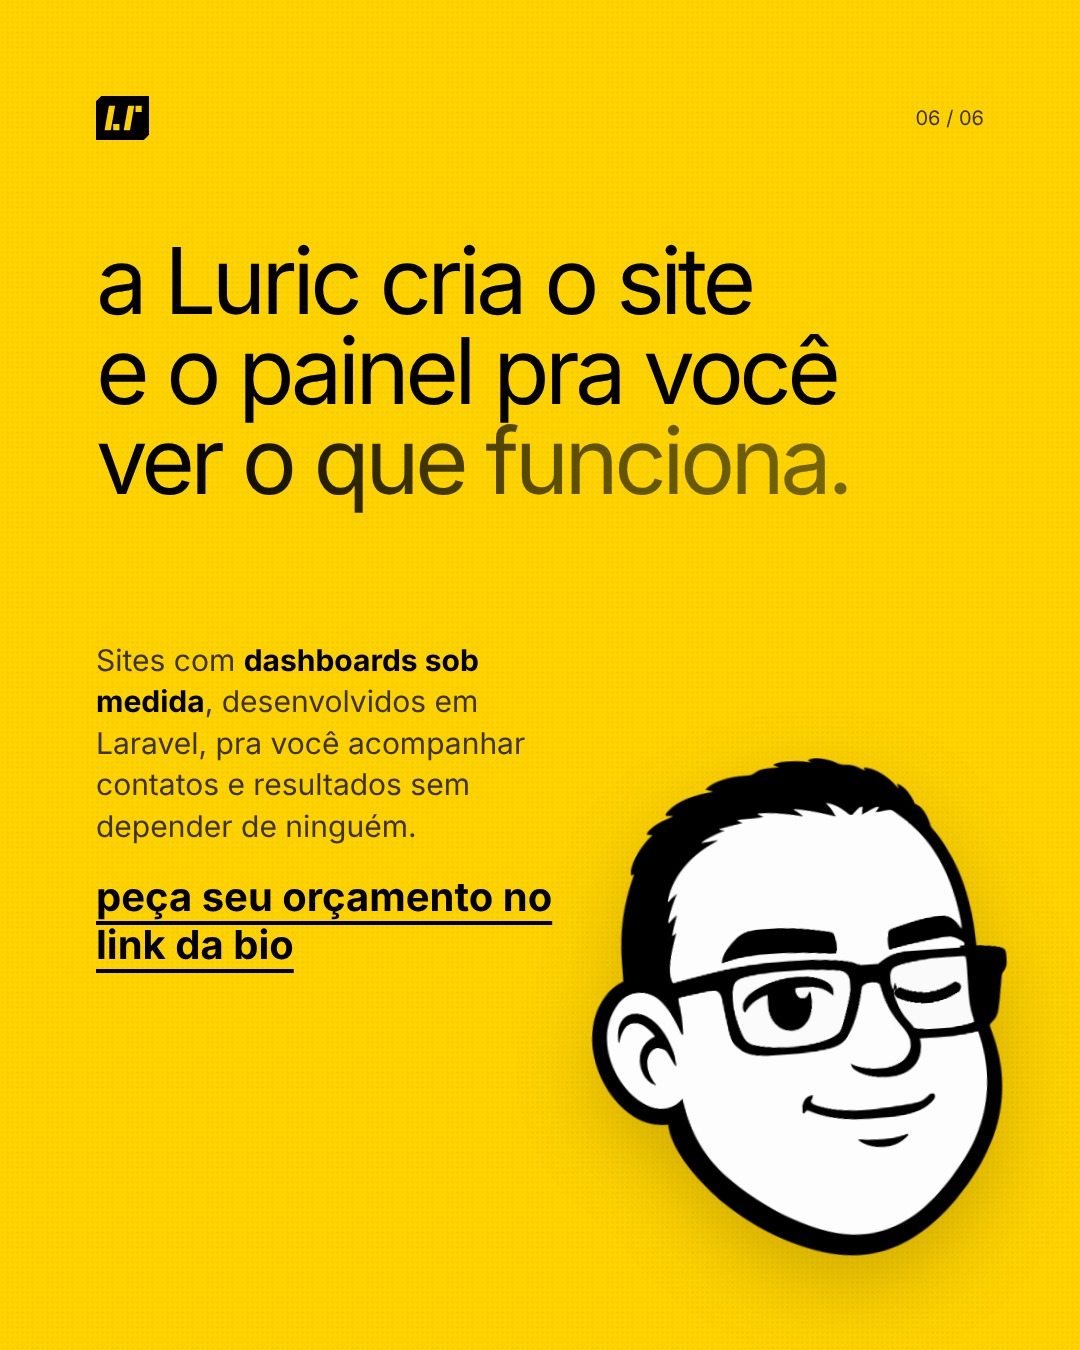 Lr
06 / 06
a Luric cria o site
e o painel pra você
ver o que funciona.
Sites com dashboards sob
medida, desenvolvidos em
Laravel, pra você acompanhar
contatos e resultados sem
depender de ninguém.
peça seu orçamento no
link da bio